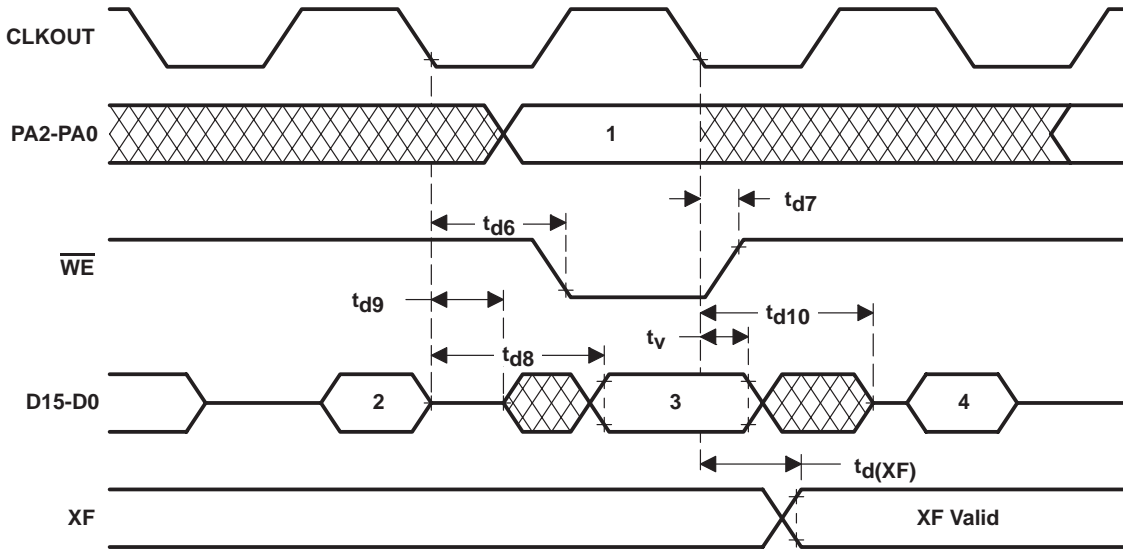 CLKOUT
PA2-PA0
1
td7
td6
WE
td9
td10
tv
td8
D15-D0
2
3
4
td(XF)
XF
XF Valid